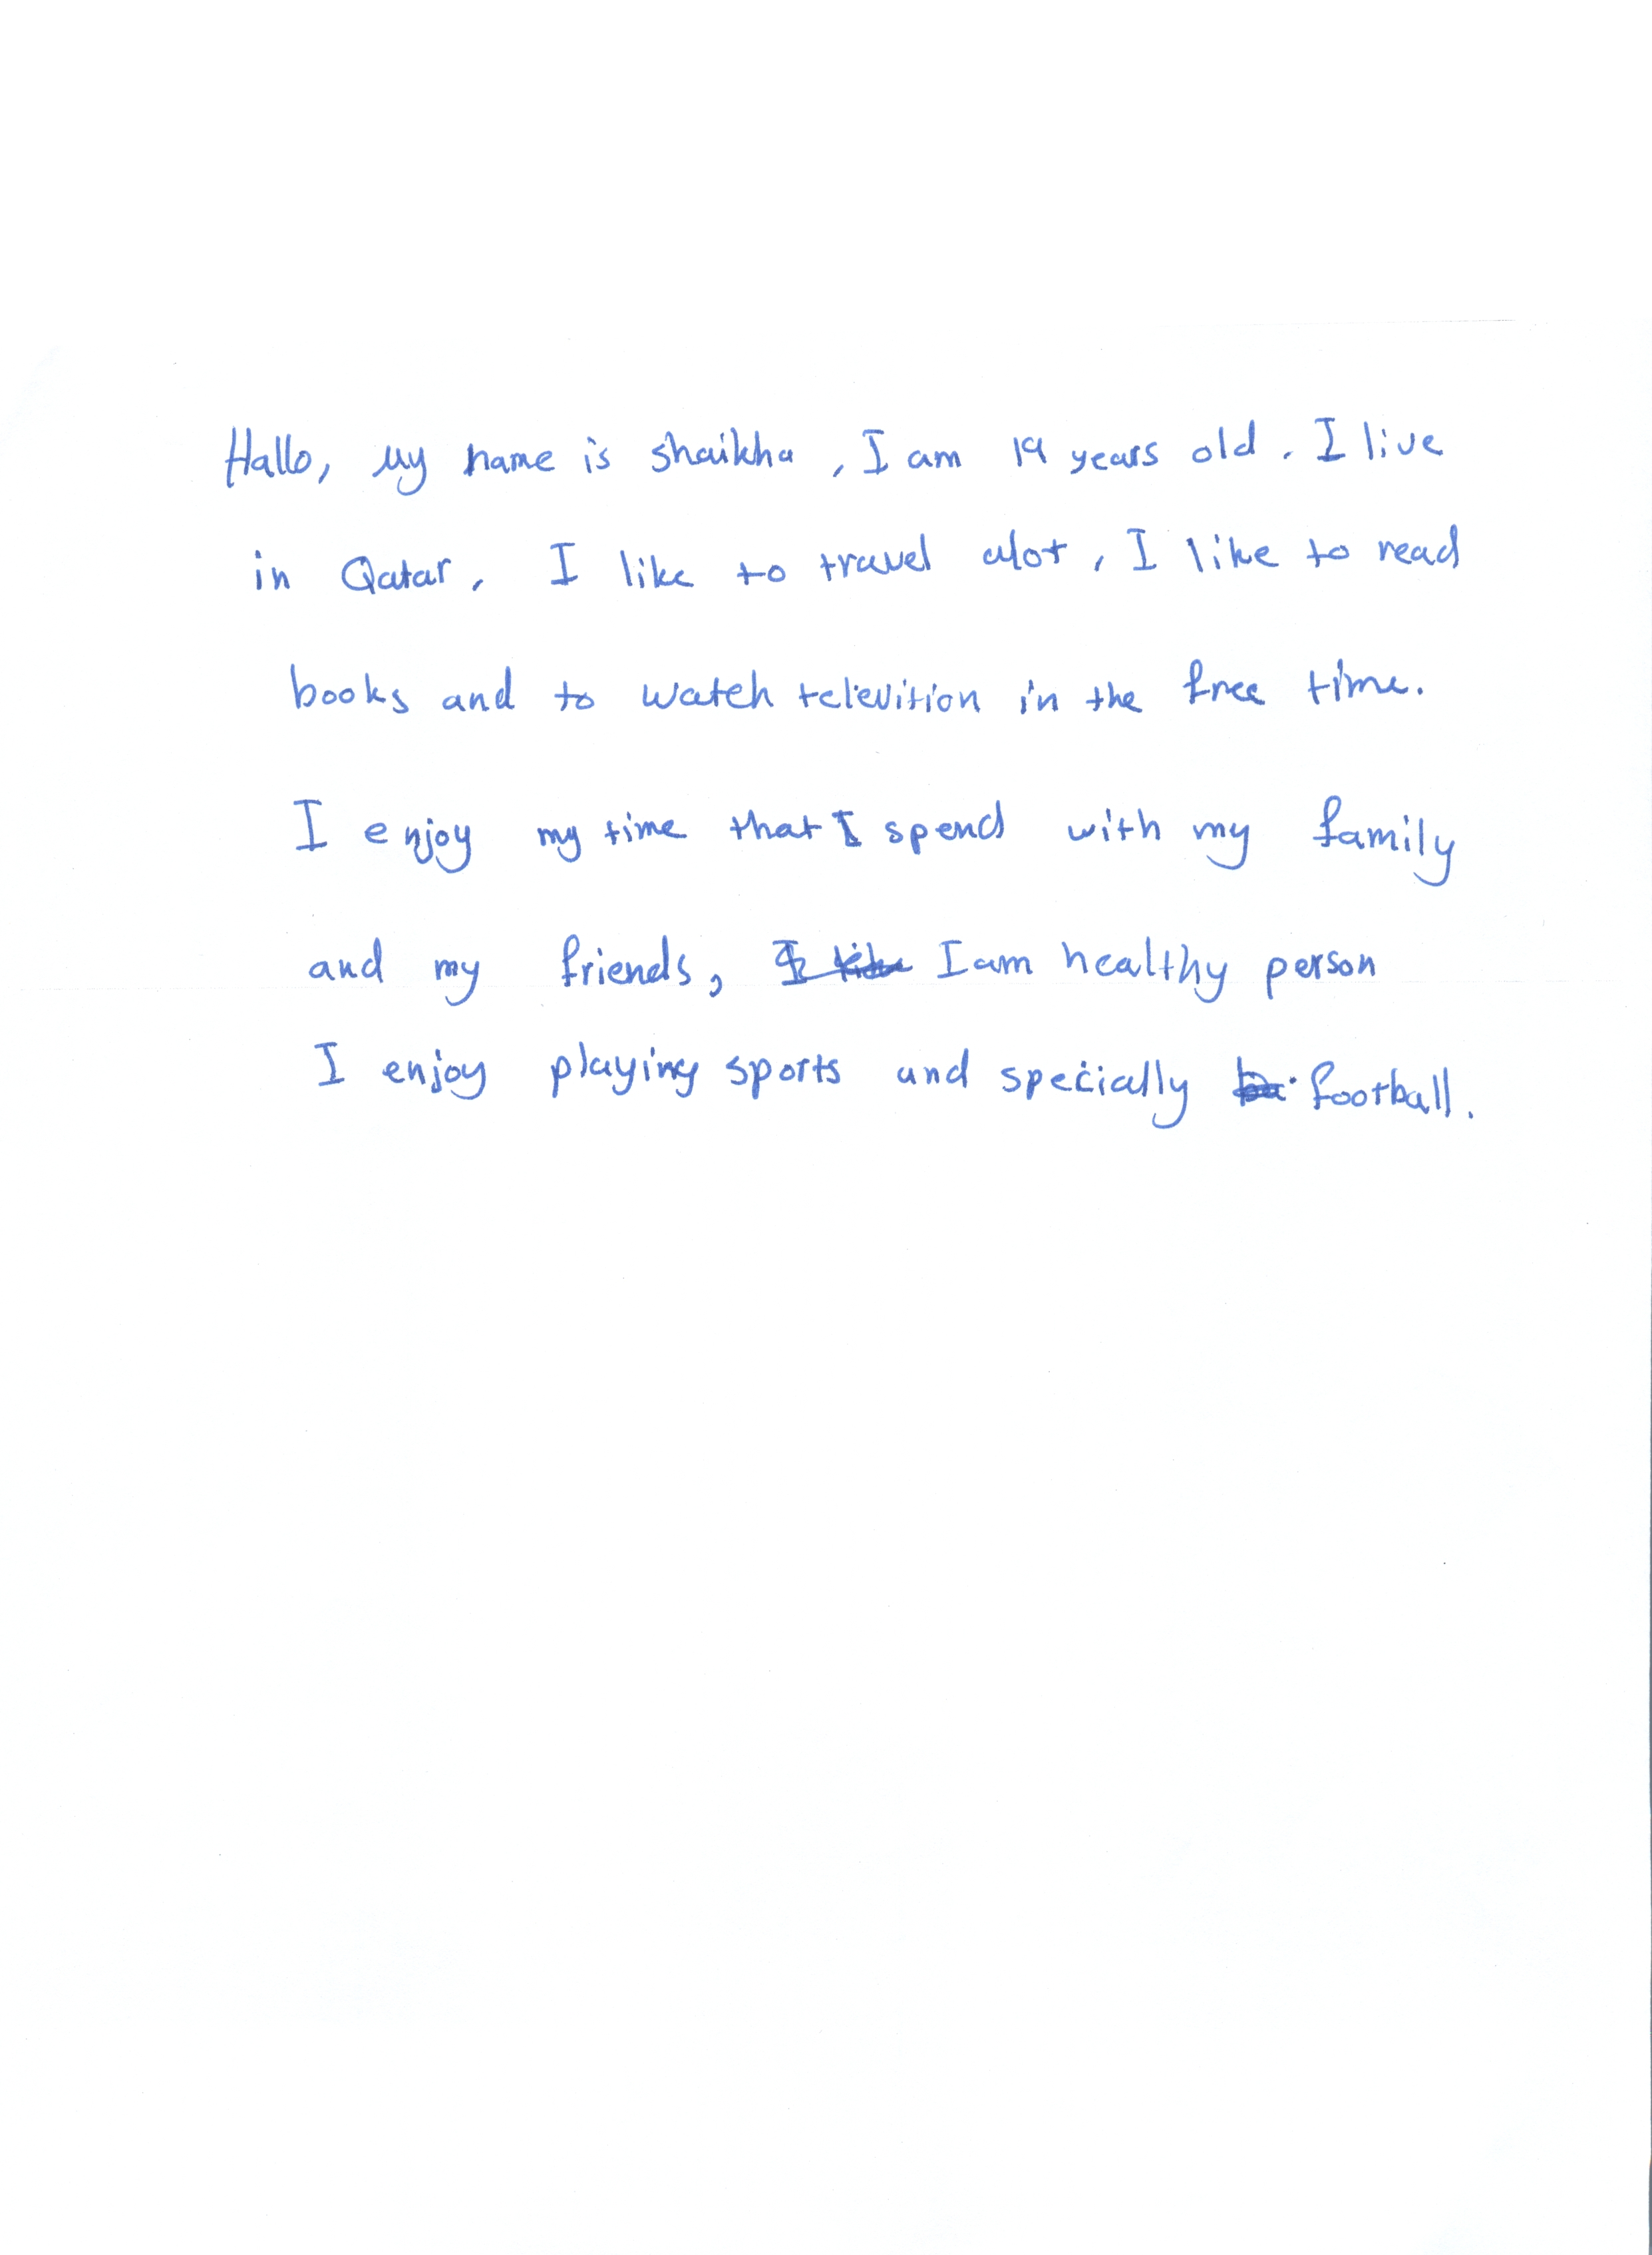 Hallo, My name is shaikha , I am 19 years old . I live
in Qatar, I like to travel alot , I like to read
books and to watch televition in the free time.
I enjoy my time that I spend with my family
and my friends, I am healthy person
I enjoy playing sports and specially football.